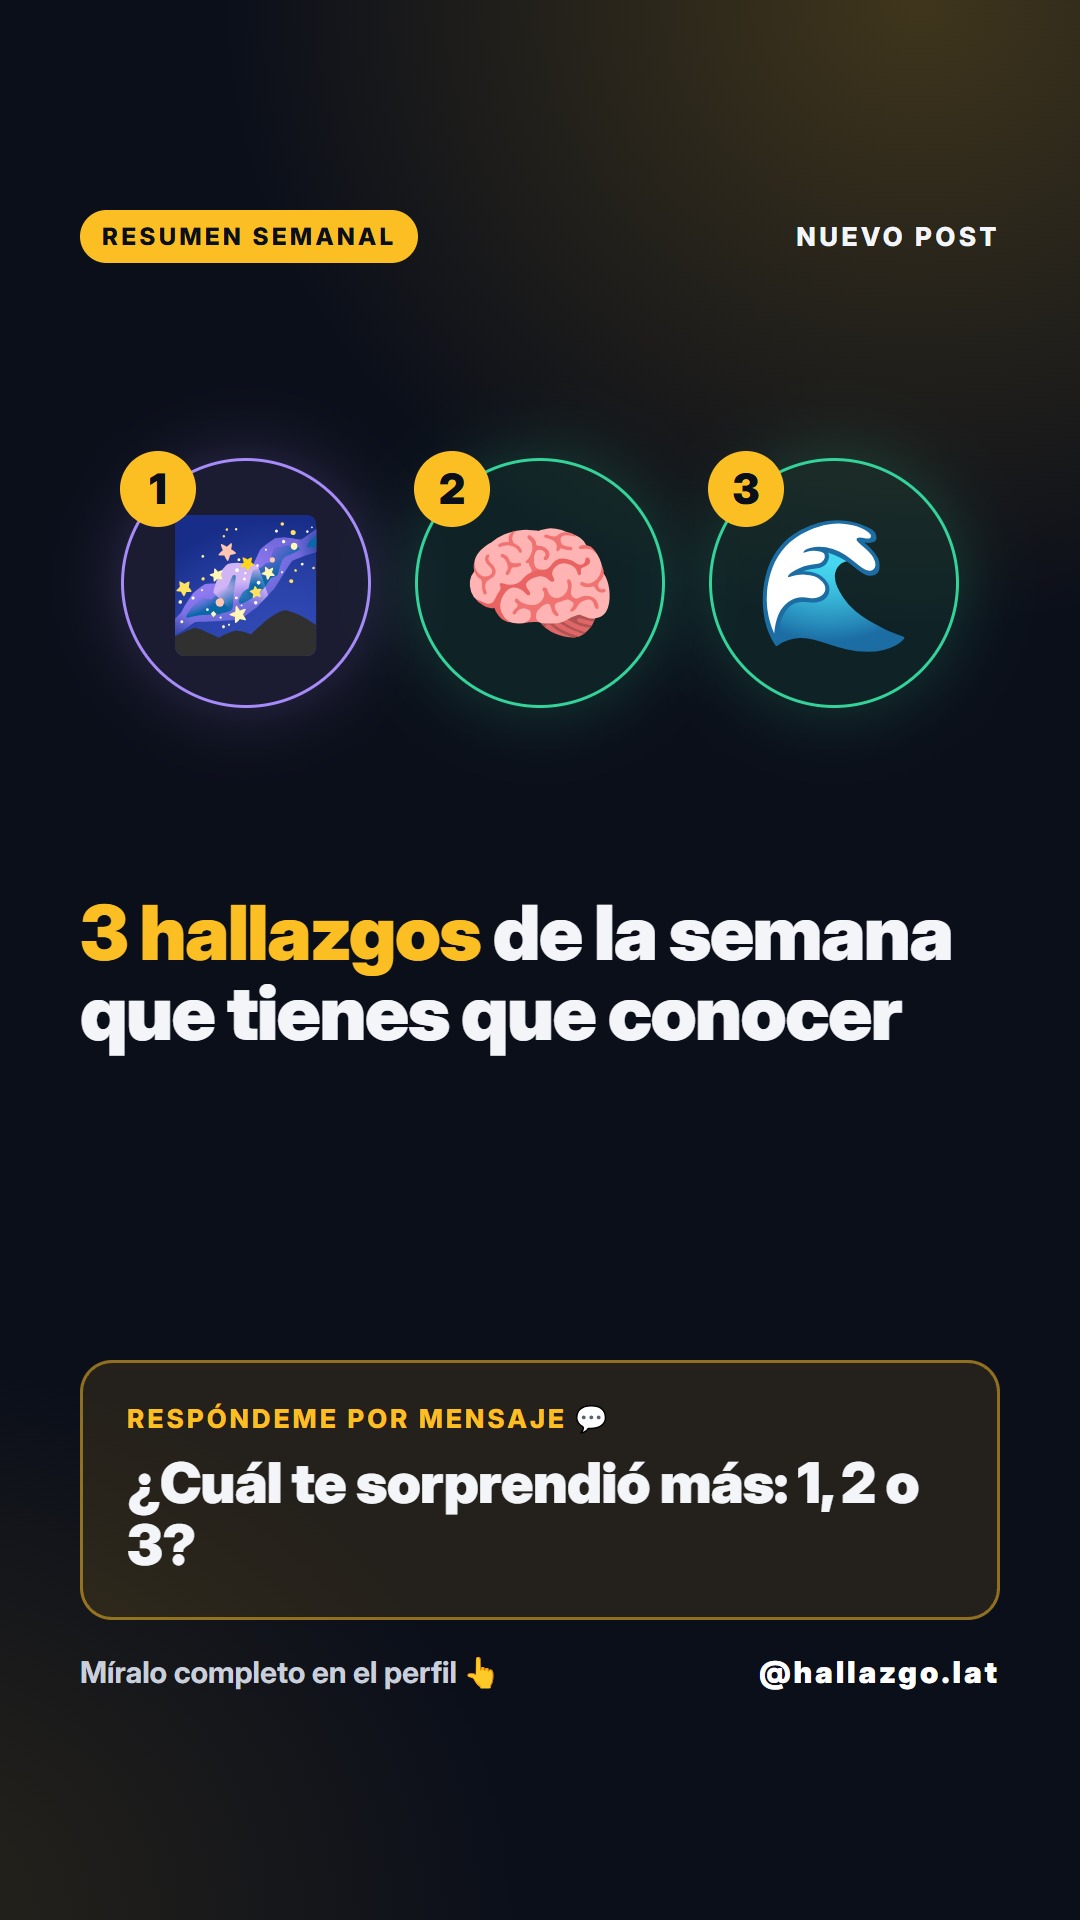 RESUMEN SEMANAL
NUEVO POST
1
2
3
3 hallazgos de la semana
que tienes que conocer
RESPÓNDEME POR MENSAJE 💬
¿Cuál te sorprendió más: 1, 2 o
3?
Míralo completo en el perfil 👆
@hallazgo.lat